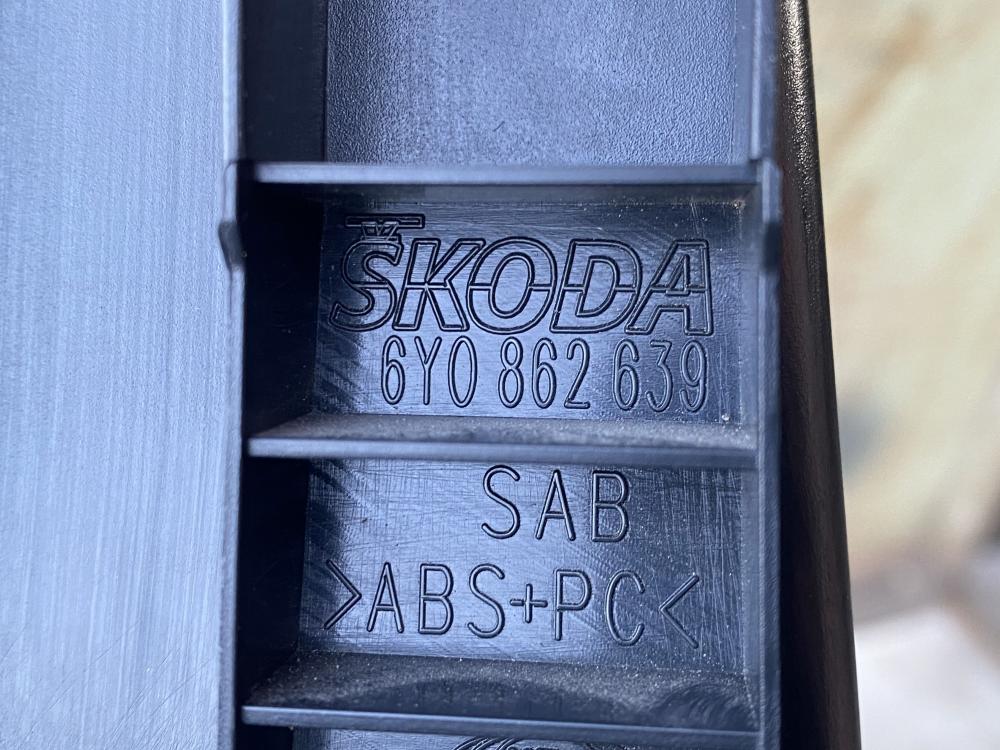 ŠKODA
6Y0 862 639
SAB
>ABS+PC<